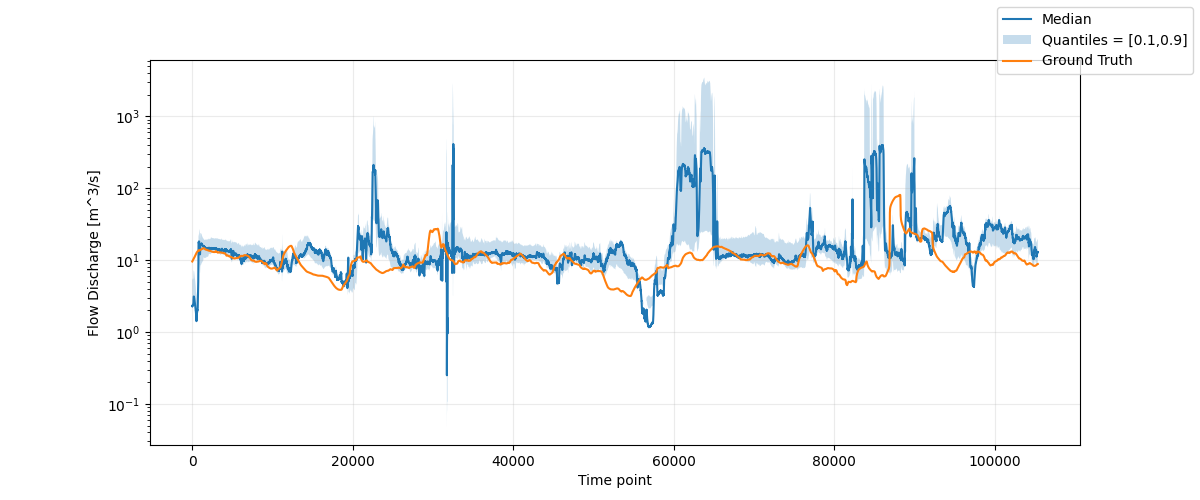 Median
Quantiles = [0.1,0.9]
Ground Truth
Flow Discharge [m^3/s]
10^3
10^2
10^1
10^0
10^-1
0 20000 40000 60000 80000 100000
Time point